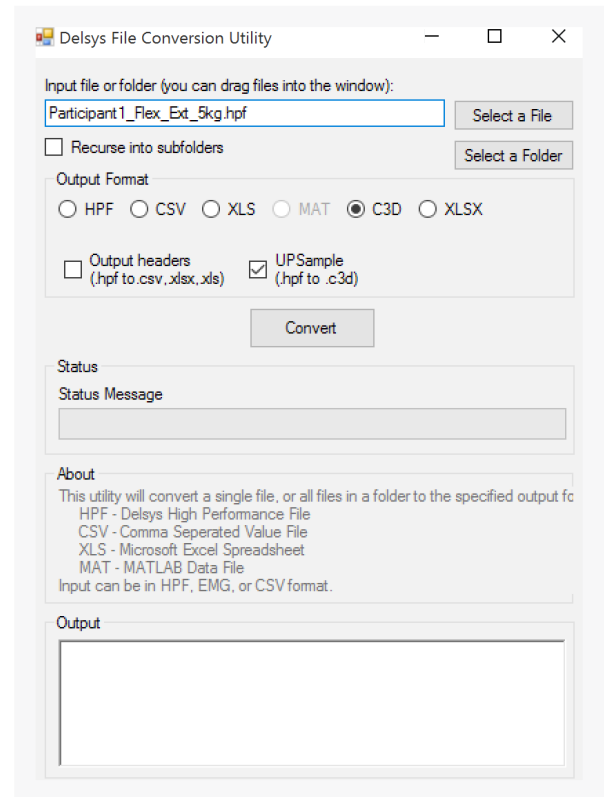 Delsys File Conversion Utility
Input file or folder (you can drag files into the window):
Participant1_Flex_Ext_5kg.hpf
Select a File
Recurse into subfolders
Select a Folder
Output Format
HPF CSV XLS MAT C3D XLSX
Output headers
(.hpf to.csv,.xlsx,.xls)
UPSample
(.hpf to .c3d)
Convert
Status
Status Message
About
This utility will convert a single file, or all files in a folder to the specified output fo
HPF - Delsys High Performance File
CSV - Comma Seperated Value File
XLS - Microsoft Excel Spreadsheet
MAT - MATLAB Data File
Input can be in HPF, EMG, or CSV format.
Output